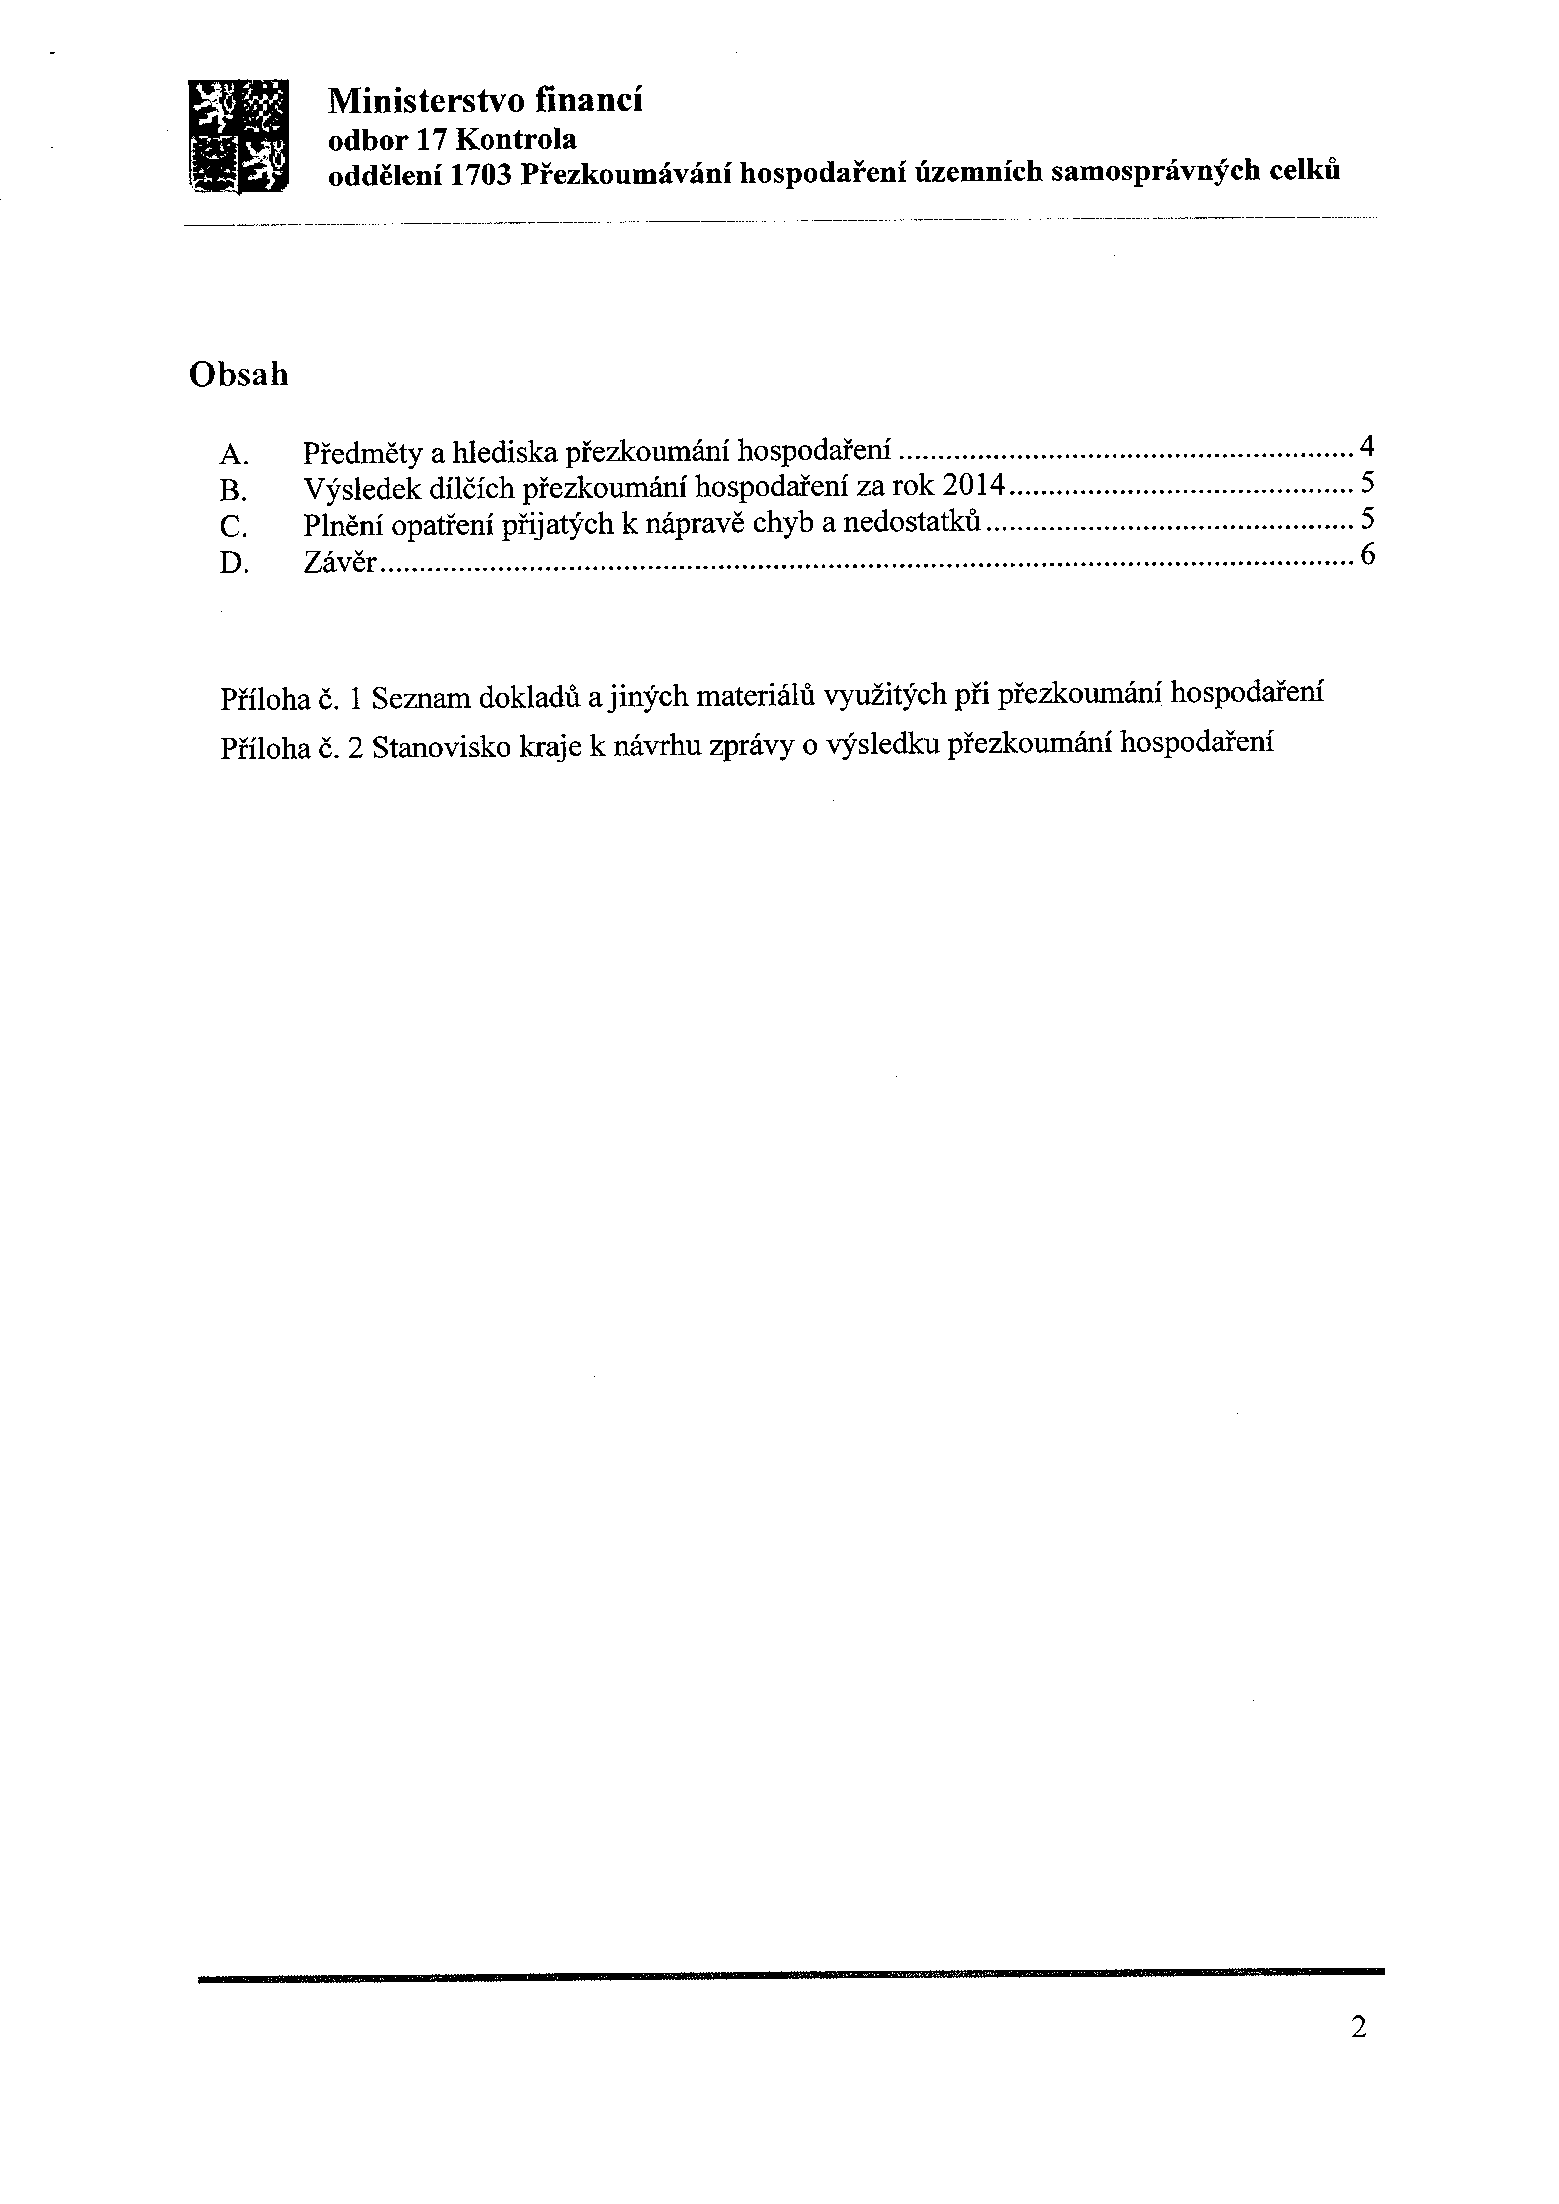 Ministerstvo financí
odbor 17 Kontrola
oddělení 1703 Přezkoumávání hospodaření územních samosprávných celků
Obsah
A. Předměty a hlediska přezkoumání hospodaření 4
B. Výsledek dílčích přezkoumání hospodaření za rok 2014 5
C. Plnění opatření přijatých k nápravě chyb a nedostatků 5
D. Závěr 6
Příloha č. 1 Seznam dokladů a jiných materiálů využitých při přezkoumání hospodaření
Příloha č. 2 Stanovisko kraje k návrhu zprávy o výsledku přezkoumání hospodaření
2